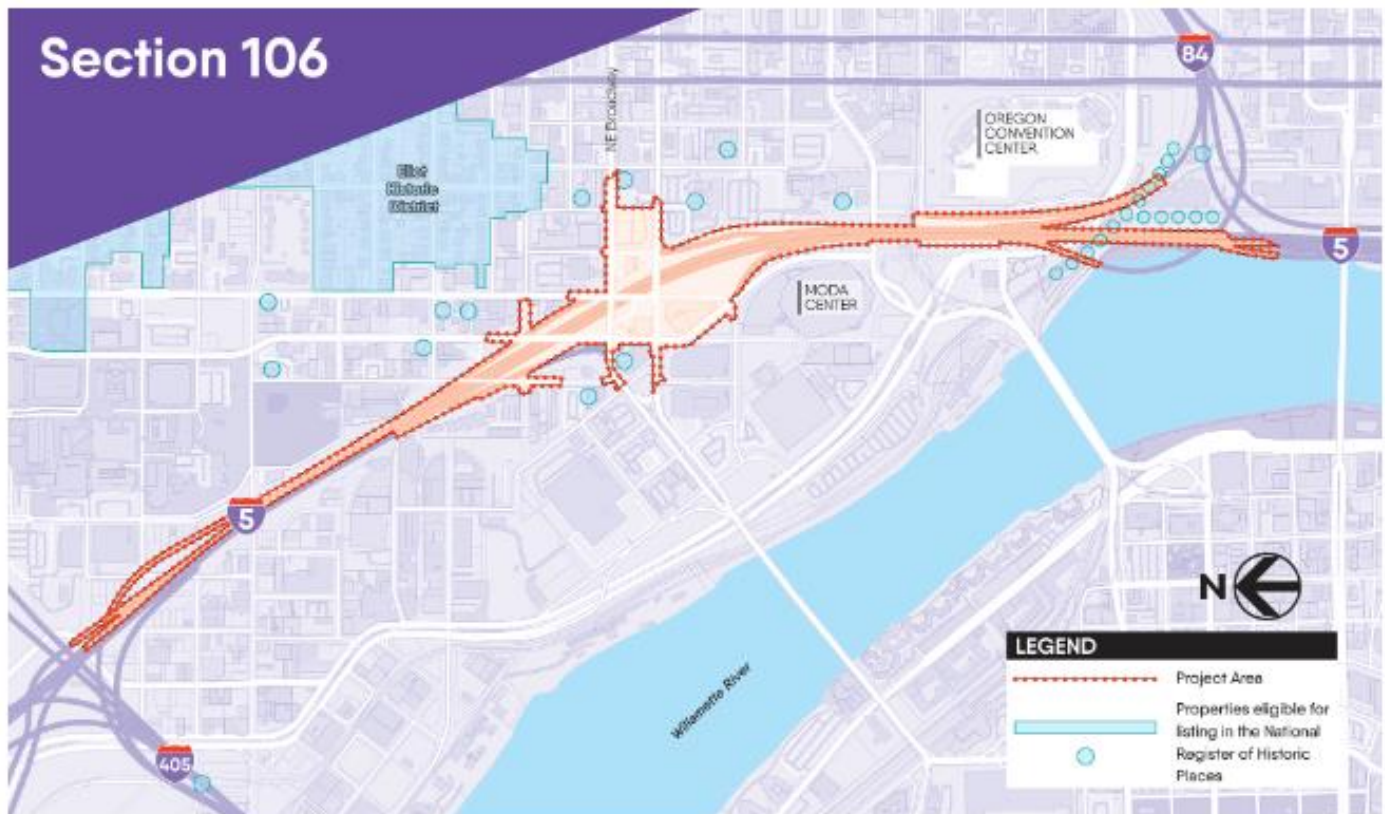 Section 106
NE Broadway
84
OREGON
CONVENTION
CENTER
Eliot
Historic
District
5
MODA
CENTER
5
N
LEGEND
Project Area
Properties eligible for
listing in the National
Register of Historic
Places
Willamette River
405